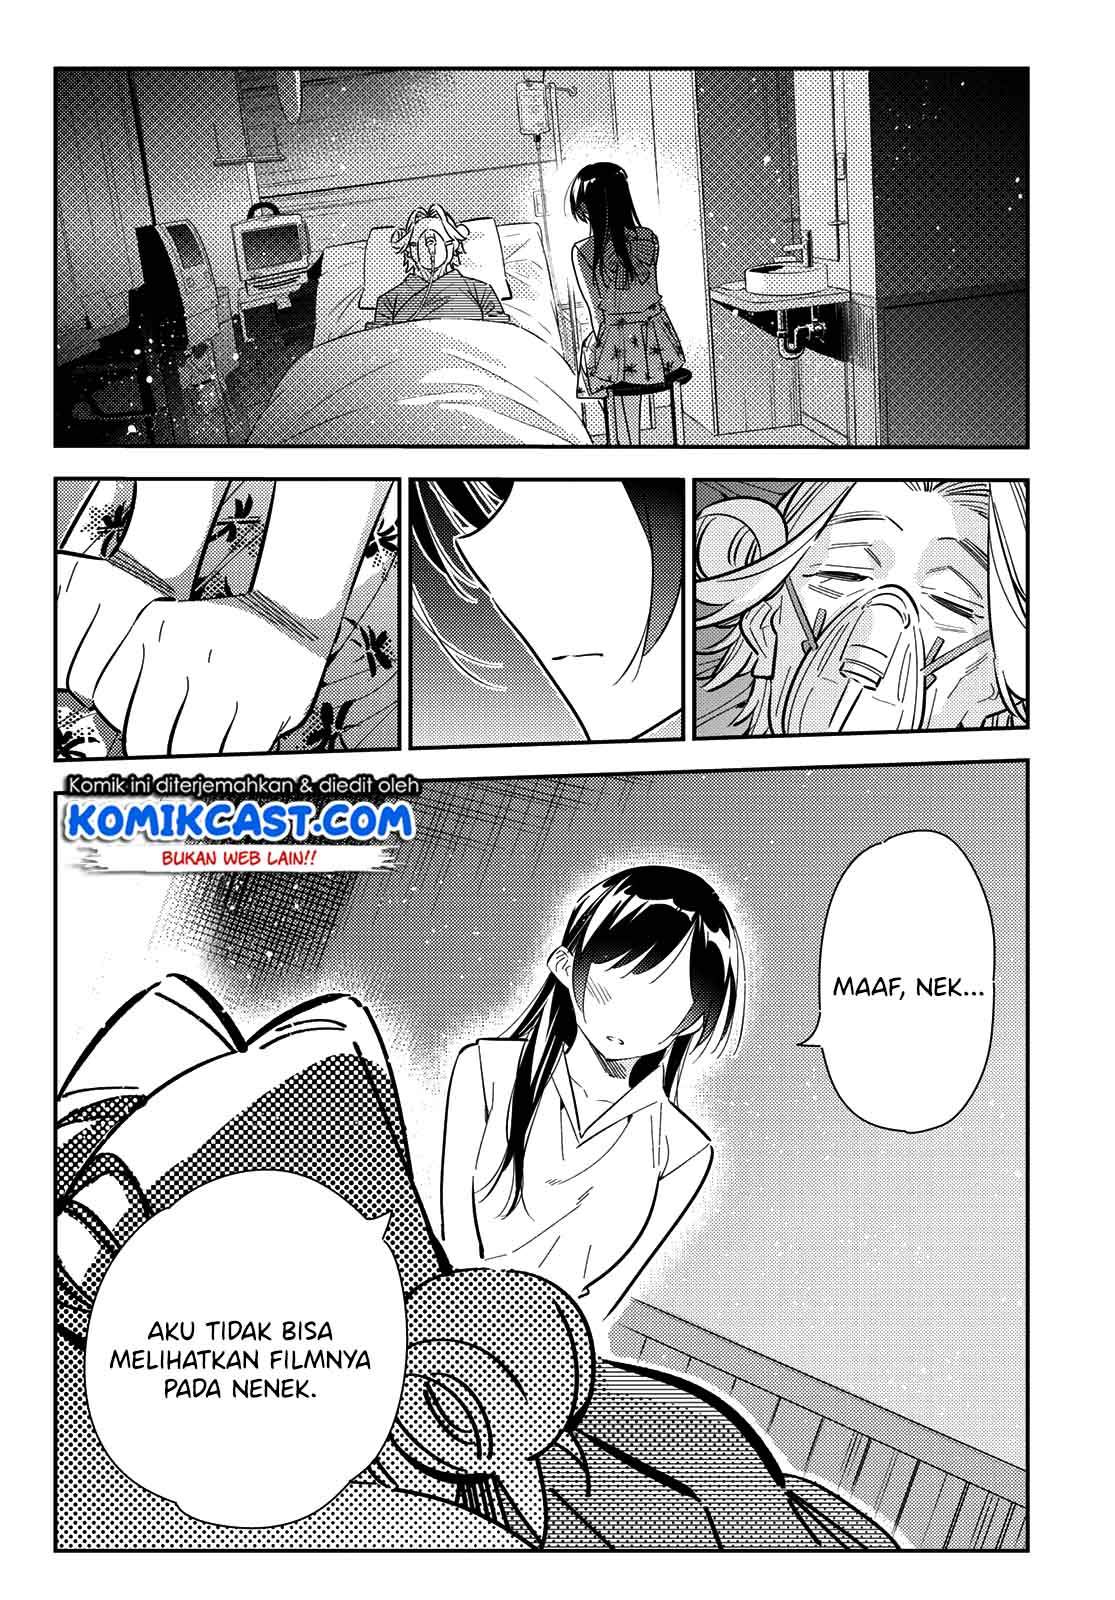 Komik ini diterjemahkan & diedit oleh
KOMIKCAST.COM
BUKAN WEB LAIN!!
MAAF, NEK...
AKU TIDAK BISA
MELIHATKAN FILMNYA
PADA NENEK.